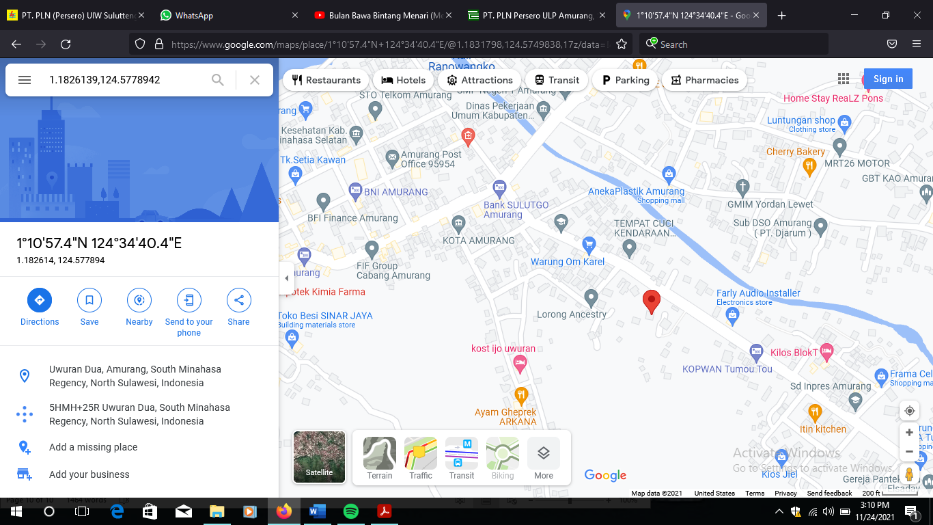 PT. PLN (Persero) UIW Sulutten
WhatsApp
Bulan Bawa Bintang Menari (Mo
PT. PLN Persero ULP Amurang,
1°10'57.4"N 124°34'40.4"E - Goo
https://www.google.com/maps/place/1°10'57.4"N+124°34'40.4"E/@1.1831798,124.5749838,17z/data=
Search
1.1826139,124.5778942
Restaurants
Hotels
Attractions
Transit
Parking
Pharmacies
Sign in
1°10'57.4"N 124°34'40.4"E
1.182614, 124.577894
Directions
Save
Nearby
Send to your
phone
Share
Uwuran Dua, Amurang, South Minahasa
Regency, North Sulawesi, Indonesia
5HMH+25R Uwuran Dua, South Minahasa
Regency, North Sulawesi, Indonesia
Add a missing place
Add your business
Ranowangko
STO Telkom Amurang
Dinas Pekerjaan
Umum Kabupaten...
Kesehatan Kab.
inahasa Selatan
Tk.Setia Kawan
Amurang Post
Office 95954
BNI AMURANG
Bank SULUTGO
Amurang
BFI Finance Amurang
KOTA AMURANG
FIF Group
Cabang Amurang
murang
otek Kimia Farma
Toko Besi SINAR JAYA
Building materials store
Home Stay ReaLZ Pons
Luntungan shop
Clothing store
Cherry Bakery
MRT26 MOTOR
GBT KAO Amurang
AnekaPlastik Amurang
Shopping mall
GMIM Yordan Lewet
Sub DSO Amurang
( PT. Djarum )
TEMPAT CUCI
KENDARAAN...
Warung Om Karel
Lorong Ancestry
Farly Audio Installer
Electronics store
kost ijo uwuran
Kilos BlokT
KOPWAN Tumou Tou
Frama Cel
Shopping ma
Sd Inpres Amurang
Ayam Gheprek
ARKANA
Itin kitchen
Kios Jiel
Gereja Pantek
Elsaday
Satellite
Terrain
Traffic
Transit
Biking
More
Google
Activate Windows
Go to Settings to activate Windows.
Map data ©2021
United States
Terms
Privacy
Send feedback
200 ft
3:10 PM
11/24/2021